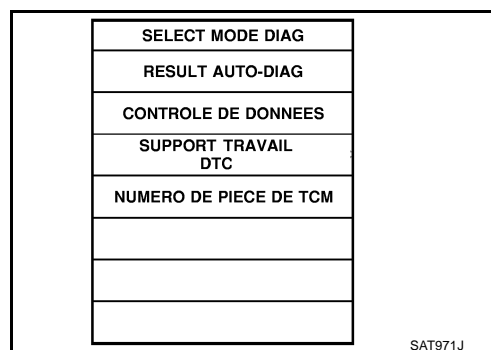 SELECT MODE DIAG
RESULT AUTO-DIAG
CONTROLE DE DONNEES
SUPPORT TRAVAIL
DTC
NUMERO DE PIECE DE TCM
SAT971J